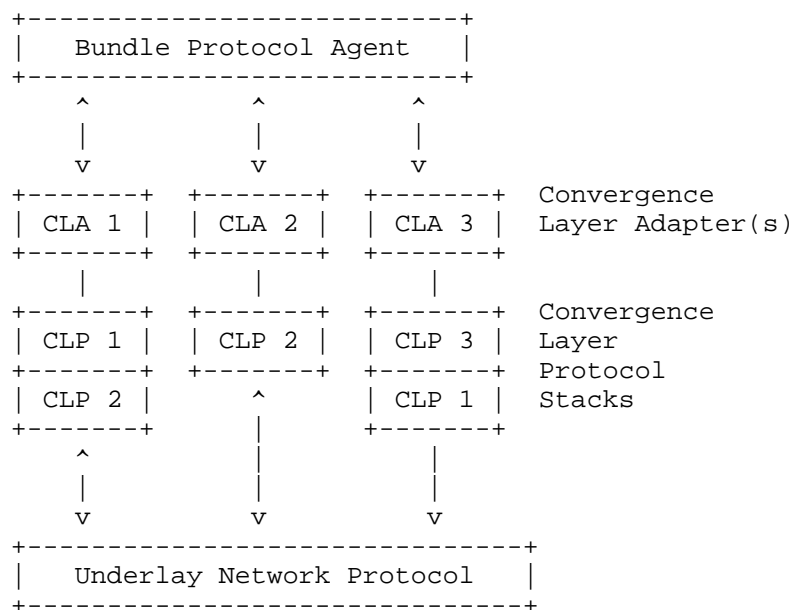 Bundle Protocol Agent
Convergence
CLA 1 CLA 2 CLA 3 Layer Adapter(s)
Convergence
CLP 1 CLP 2 CLP 3 Layer
Protocol
CLP 2 CLP 1 Stacks
Underlay Network Protocol